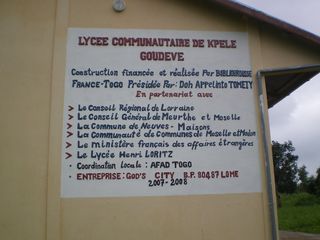 LYCEE COMMUNAUTAIRE DE KPELE
GOUDEVE
Construction financée et réalisée Par BIBLIOBROUSSE
FRANCE-TOGO Présidée Par: Doh Appelinto TOMETY
En partenariat avec
➤ Le Conseil Régional de Lorraine
➤ Le Conseil Général de Meurthe et Moselle
➤ La Commune de Neuves-Maisons
➤ La Communauté de Communes de Moselle et Madon
➤ Le ministère français des affaires étrangères
➤ Le Lycée Henri LORITZ
• Coordination locale: AFAD TOGO
• ENTREPRISE: GOD'S CITY B.P. 80487 LOME
2007-2008